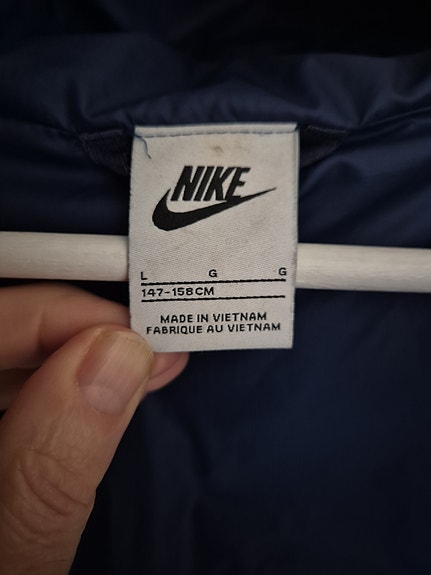 NIKE
L G G
147-158CM
MADE IN VIETNAM
FABRIQUE AU VIETNAM